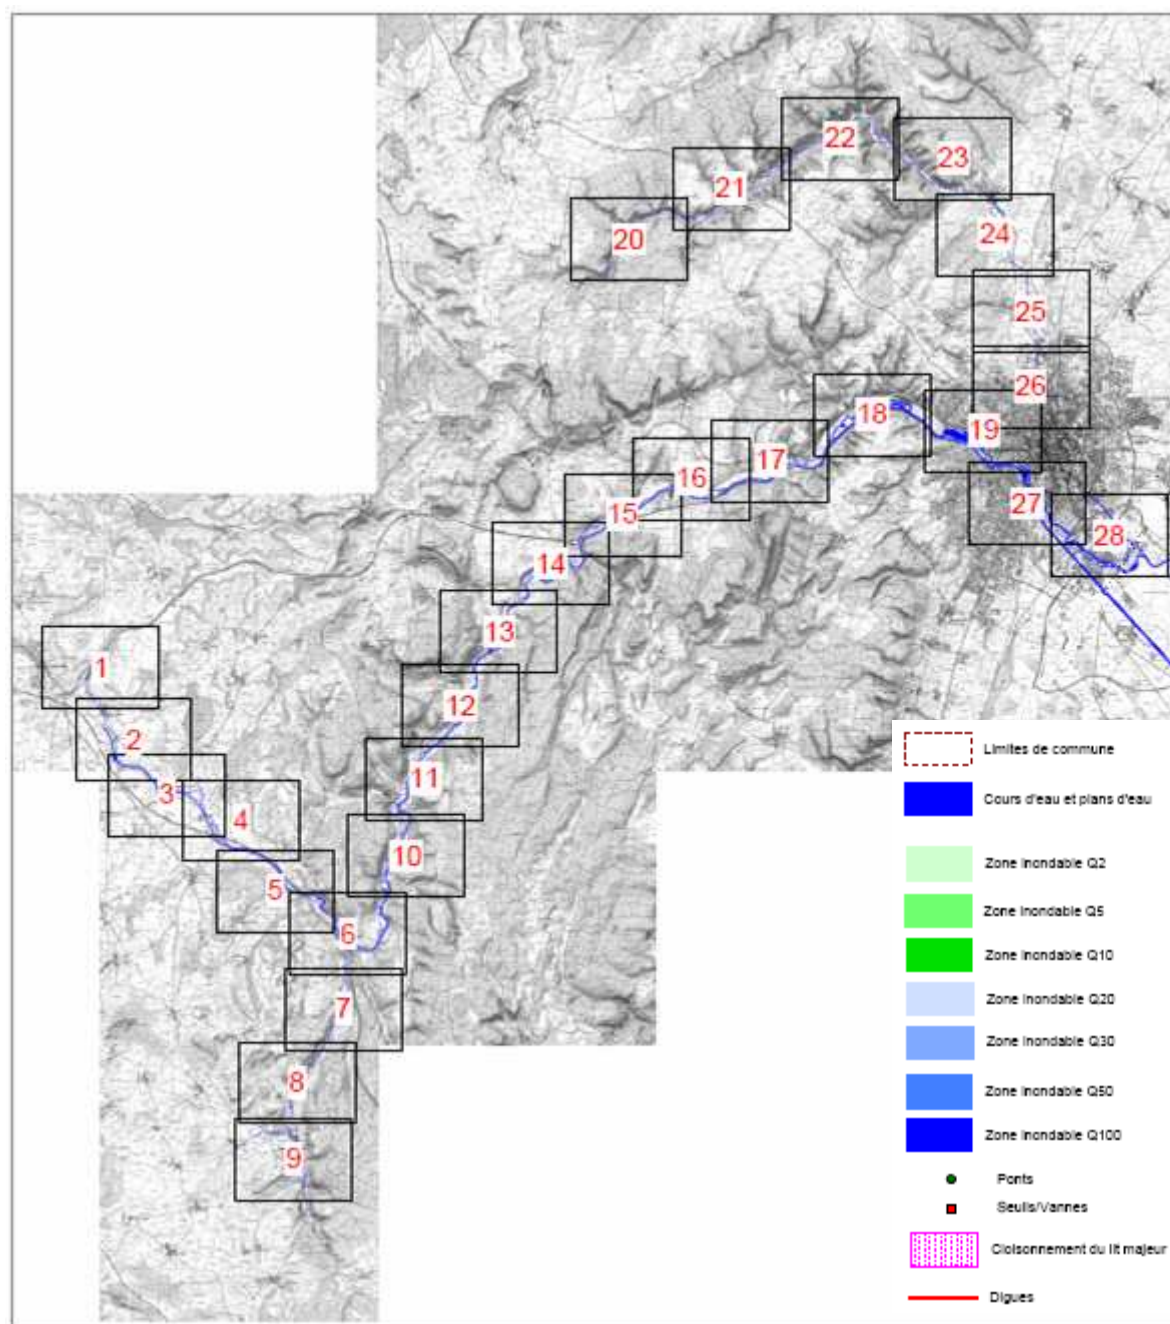 22
23
21
20
24
25
26
18
19
17
16
27
15
28
14
13
1
12
2
11
3
4
10
5
6
7
8
9
Limites de commune
Cours d'eau et plans d'eau
Zone Inondable Q2
Zone Inondable Q5
Zone Inondable Q10
Zone Inondable Q20
Zone Inondable Q30
Zone Inondable Q50
Zone Inondable Q100
Ponts
Seuils/Vannes
Cloisonnement du lit majeur
Digues